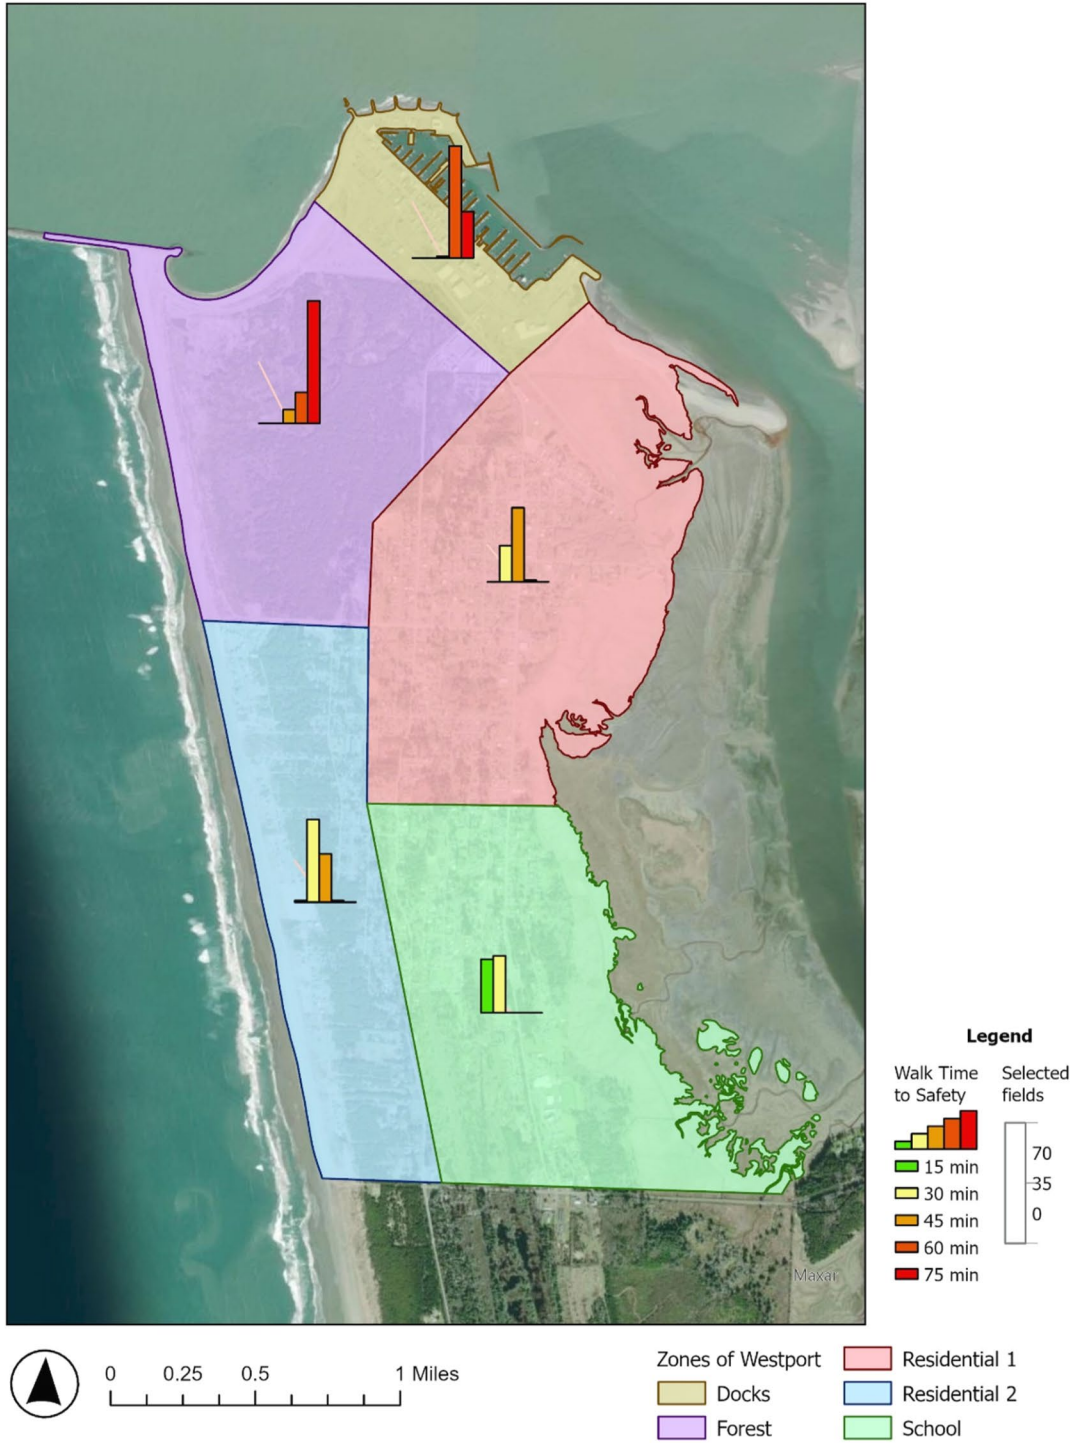 Maxar
Legend
Walk Time
to Safety
15 min
30 min
45 min
60 min
75 min
Selected
fields
70
35
0
0 0.25 0.5 1 Miles
Zones of Westport
Docks
Forest
Residential 1
Residential 2
School